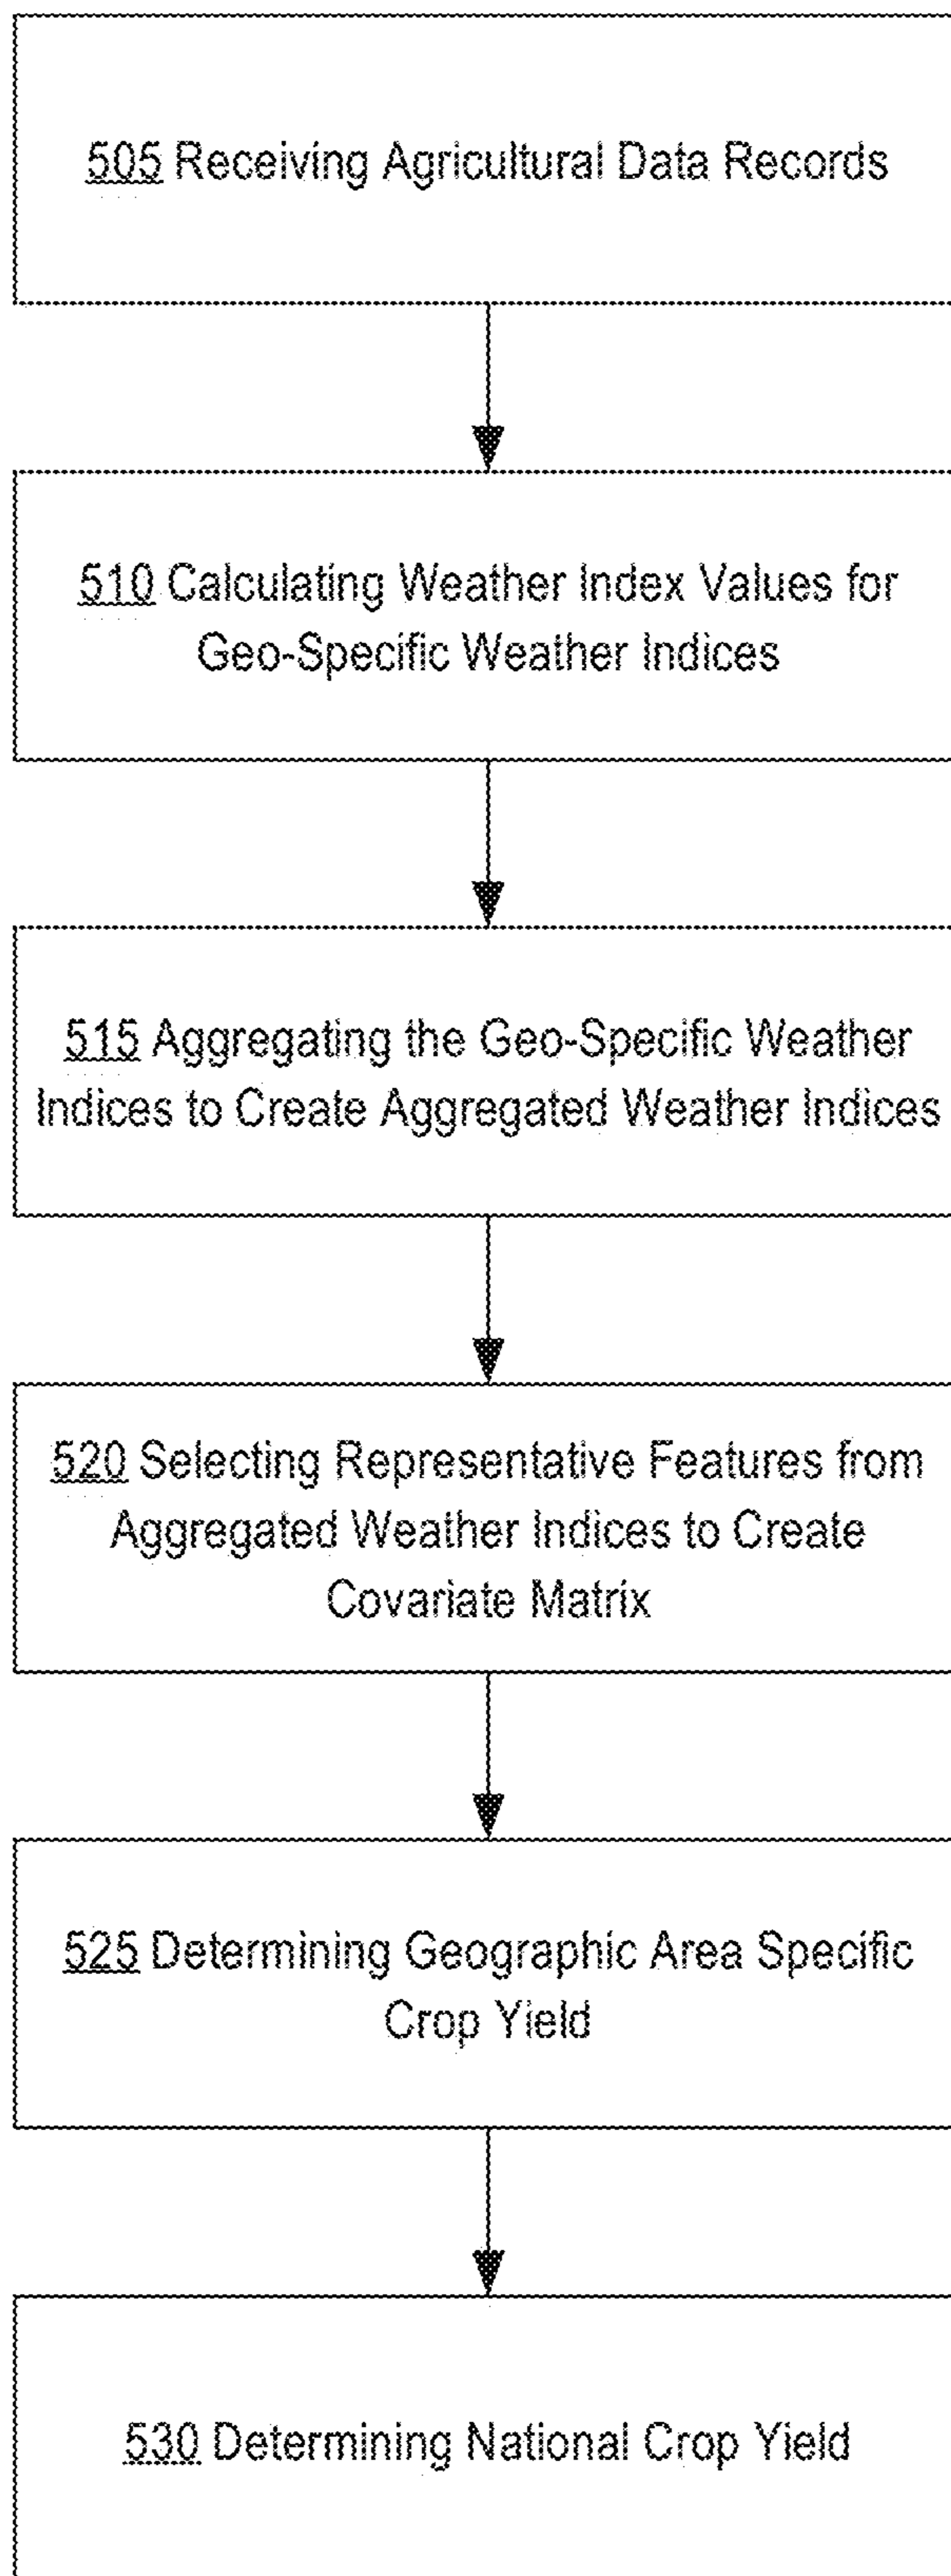 505 Receiving Agricultural Data Records
510 Calculating Weather Index Values for
Geo-Specific Weather Indices
515 Aggregating the Geo-Specific Weather
Indices to Create Aggregated Weather Indices
520 Selecting Representative Features from
Aggregated Weather Indices to Create
Covariate Matrix
525 Determining Geographic Area Specific
Crop Yield
530 Determining National Crop Yield